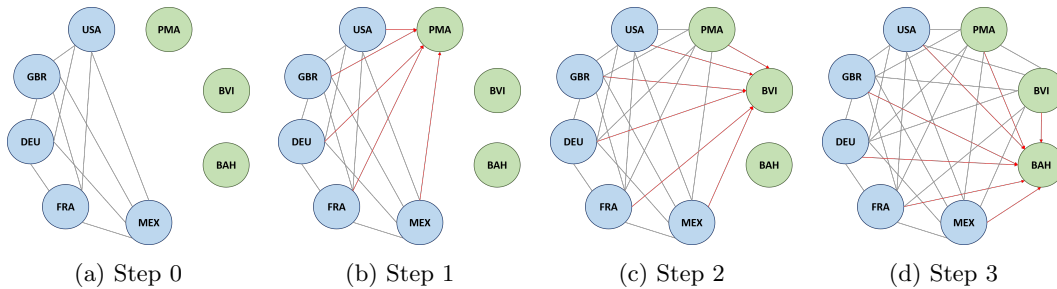 USA
PMA
GBR
BVI
DEU
BAH
FRA
MEX
(a) Step 0
USA
PMA
GBR
BVI
DEU
BAH
FRA
MEX
(b) Step 1
USA
PMA
GBR
BVI
DEU
BAH
FRA
MEX
(c) Step 2
USA
PMA
GBR
BVI
DEU
BAH
FRA
MEX
(d) Step 3